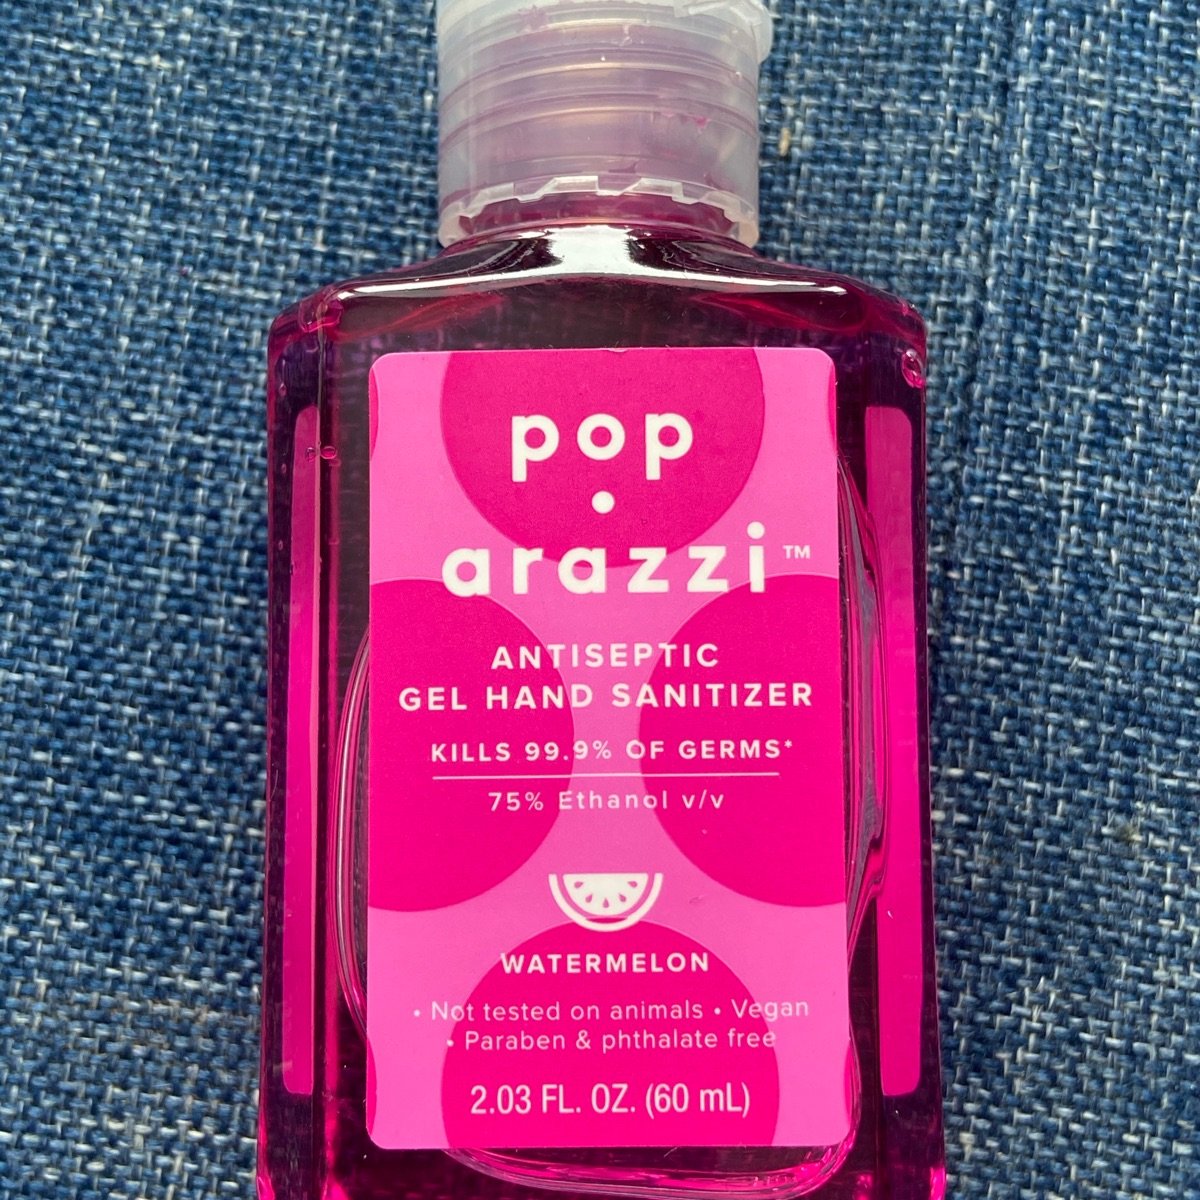 pop
•
arazzi™
ANTISEPTIC
GEL HAND SANITIZER
KILLS 99.9% OF GERMS*
75% Ethanol v/v
WATERMELON
• Not tested on animals • Vegan
• Paraben & phthalate free
2.03 FL. OZ. (60 mL)